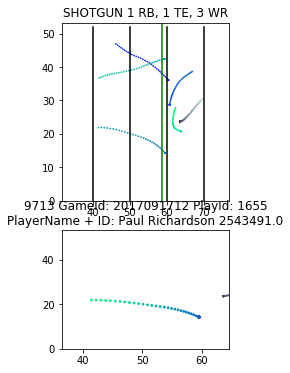 SHOTGUN 1 RB, 1 TE, 3 WR
50
40
30
20
10
0
40 50 60 70
9713 GameId: 2017091712 PlayId: 1655
PlayerName + ID: Paul Richardson 2543491.0
40
20
0
40 50 60